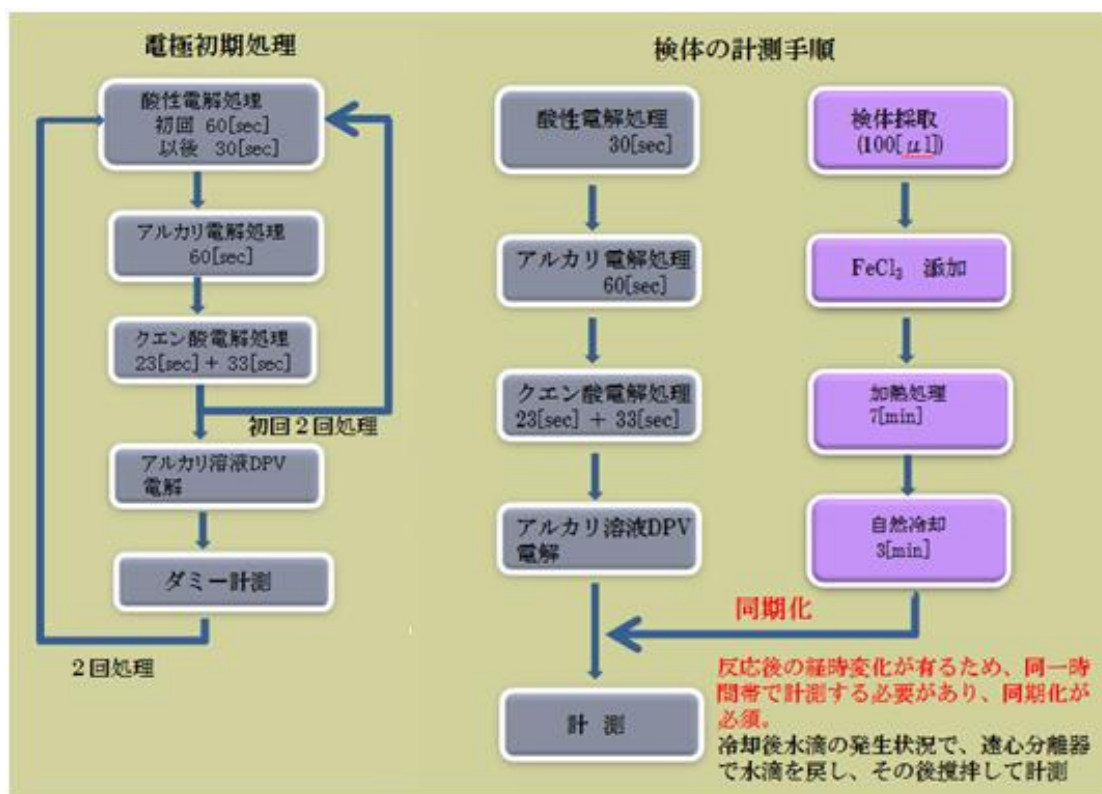 電極初期処理
酸性電解処理
初回 60[sec]
以後 30[sec]
アルカリ電解処理
60[sec]
クエン酸電解処理
23[sec]+ 33[sec]
初回2回処理
アルカリ溶液DPV
電解
ダミー計測
2回処理
検体の計測手順
酸性電解処理
30[sec]
アルカリ電解処理
60[sec]
クエン酸電解処理
23[sec] + 33[sec]
アルカリ溶液DPV
電解
計 測
検体採取
(100[μl])
FeCl₃ 添加
加熱処理
7[min]
自然冷却
3[min]
同期化
反応後の経時変化が有るため、同一時
間帯で計測する必要があり、同期化が
必須。
冷却後水滴の発生状況で、遠心分離器
で水滴を戻し、その後撹拌して計測